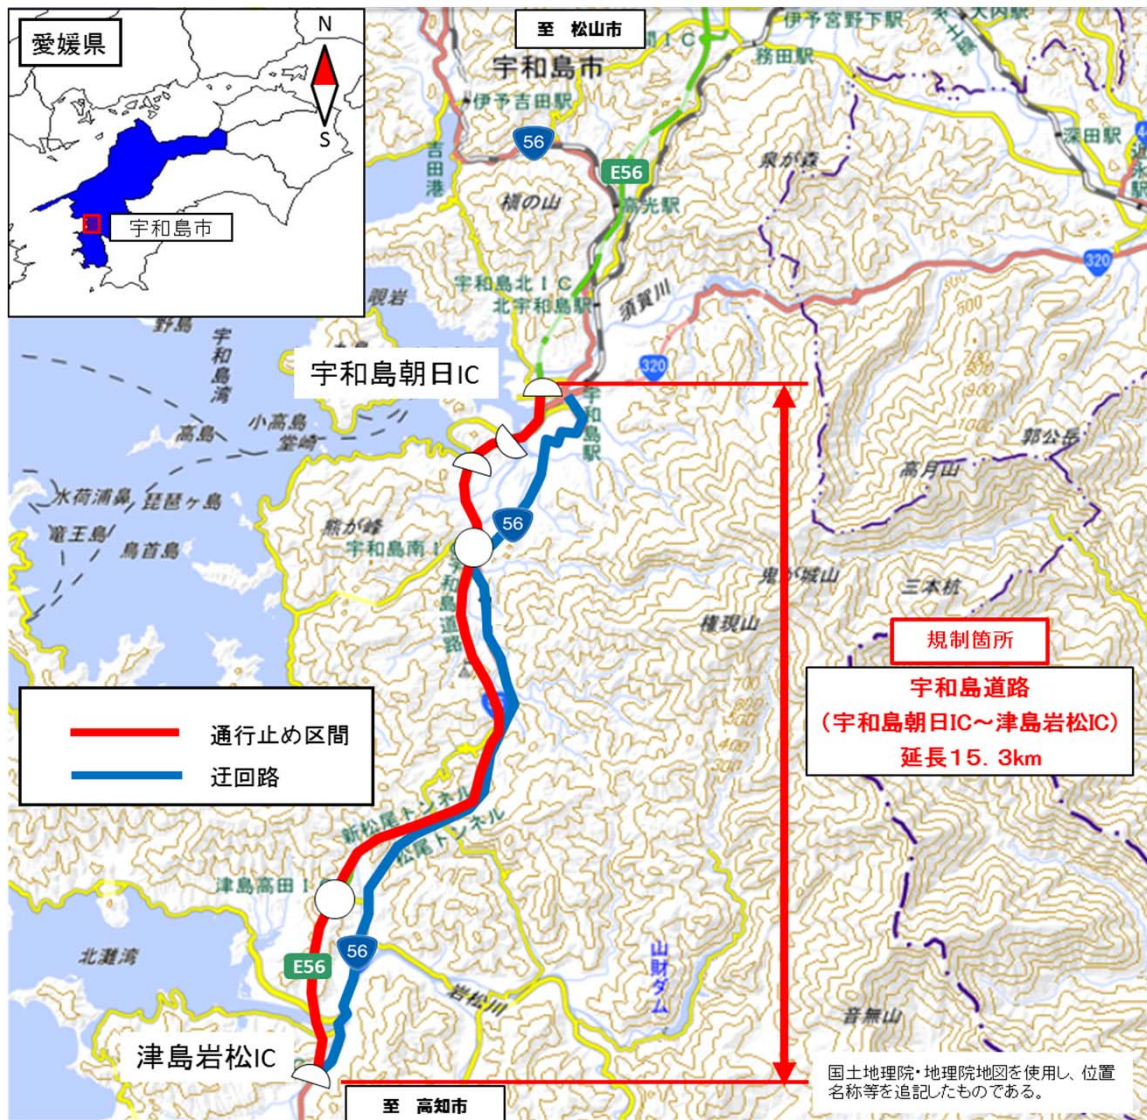 愛媛県
N
S
宇和島市
至 松山市
宇和島市
伊予宮野下駅
務田駅
伊予吉田駅
深田駅
吉田港
56
E56
泉が森
槇の山
高光駅
320
宇和島北IC
北宇和島駅
須賀川
覗岩
野島
宇和島湾
320
宇和島朝日IC
宇和島駅
小高島
高島
堂崎
郭公岳
高月山
水荷浦鼻
琵琶ヶ島
竜王島
鳥首島
熊が峰
56
宇和島南I
鬼が城山
三本杭
宇和島道路
権現山
規制箇所
宇和島道路
(宇和島朝日IC～津島岩松IC)
延長15.3km
通行止め区間
迂回路
新松尾トンネル
松尾トンネル
津島高田I
北灘湾
E56
56
岩松川
山財ダム
音無山
津島岩松IC
至 高知市
国土地理院・地理院地図を使用し、位置
名称等を追記したものである。